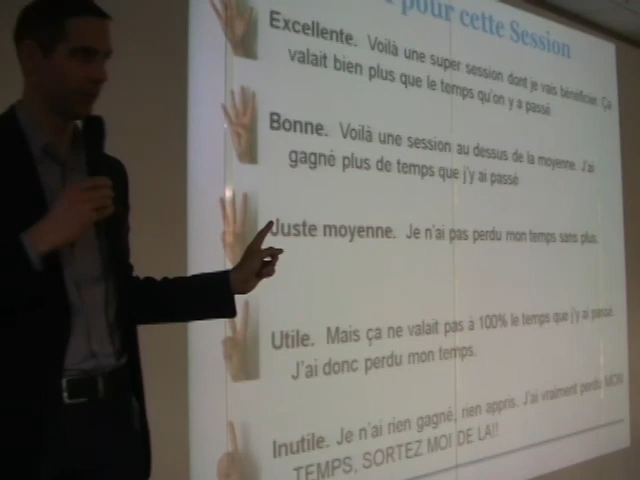 pour cette Session
Excellente. Voilà une super session dont je vais bénéficier. Ça
valait bien plus que le temps qu'on y a passé
Bonne. Voilà une session au dessus de la moyenne. J'ai
gagné plus de temps que j'y ai passé
Juste moyenne. Je n'ai pas perdu mon temps sans plus.
Utile. Mais ça ne valait pas à 100% le temps que j'y ai passé.
J'ai donc perdu mon temps.
Inutile. Je n'ai rien gagné, rien appris. J'ai vraiment perdu MON
TEMPS, SORTEZ MOI DE LA!!